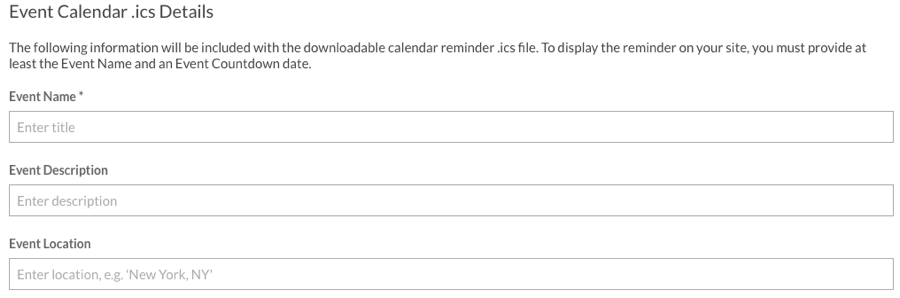 Event Calendar .ics Details
The following information will be included with the downloadable calendar reminder .ics file. To display the reminder on your site, you must provide at
least the Event Name and an Event Countdown date.
Event Name *
Enter title
Event Description
Enter description
Event Location
Enter location, e.g. 'New York, NY'